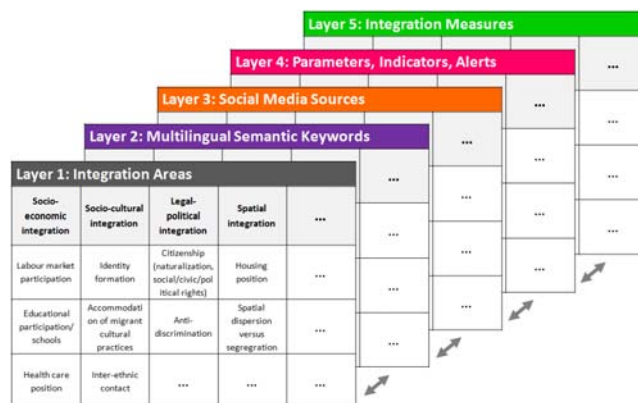 Layer 5: Integration Measures
...
Layer 4: Parameters, Indicators, Alerts
...
...
Layer 3: Social Media Sources
...
...
...
Layer 2: Multilingual Semantic Keywords
...
...
...
...
Layer 1: Integration Areas
...
...
...
Socio-
economic
integration
Socio-cultural
integration
Legal-
political
integration
Spatial
integration
...
Labour market
participation
Identity
formation
Citizenship
(naturalization,
social/civic/pol
itical rights)
Housing
position
...
Educational
participation/
schools
Accommodati
on of migrant
cultural
practices
Anti-
discrimination
Spatial
dispersion
versus
segregration
...
Health care
position
Inter-ethnic
contact
...
...
...